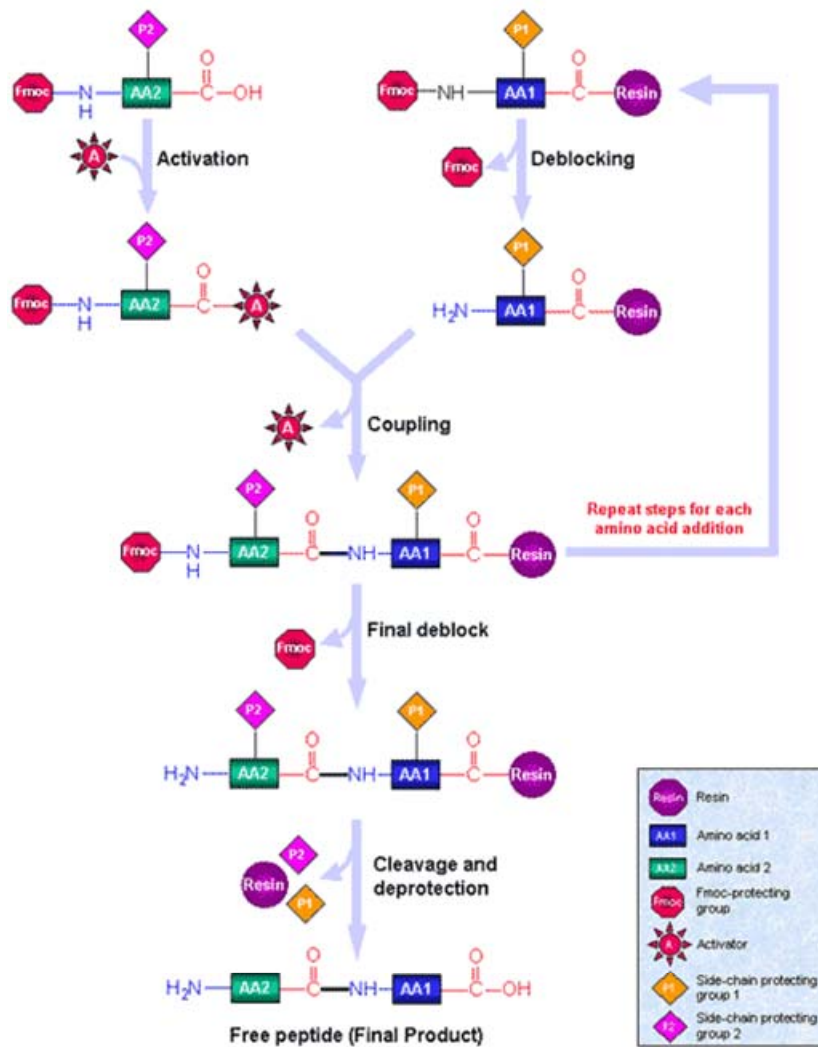 P2
P1
Fmoc N H AA2 C O OH
Fmoc NH AA1 C O Resin
A Activation
Fmoc Deblocking
P2
P1
Fmoc N H AA2 C O A
H₂N AA1 C O Resin
A Coupling
P2
P1
Repeat steps for each
amino acid addition
Fmoc N H AA2 C O NH AA1 C O Resin
Fmoc Final deblock
P2
P1
H₂N AA2 C O NH AA1 C O Resin
P2
Resin
P1
Cleavage and
deprotection
H₂N AA2 C O NH AA1 C O OH
Free peptide (Final Product)
Resin Resin
AA1 Amino acid 1
AA2 Amino acid 2
Fmoc Fmoc-protecting
group
A Activator
P1 Side-chain protecting
group 1
P2 Side-chain protecting
group 2